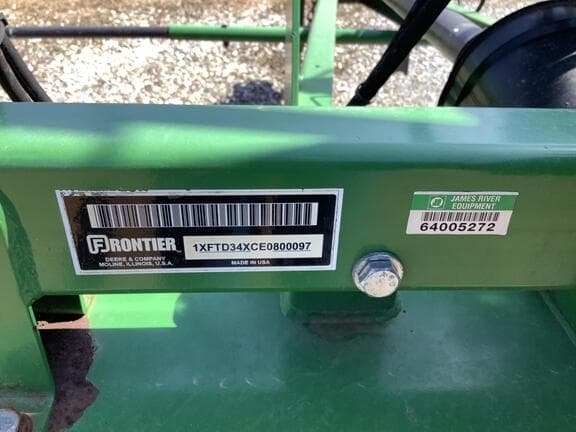 FRONTIER
1XFTD34XCE0800097
DEERE & COMPANY
MOLINE, ILLINOIS, U.S.A.
MADE IN USA
JAMES RIVER
EQUIPMENT
64005272